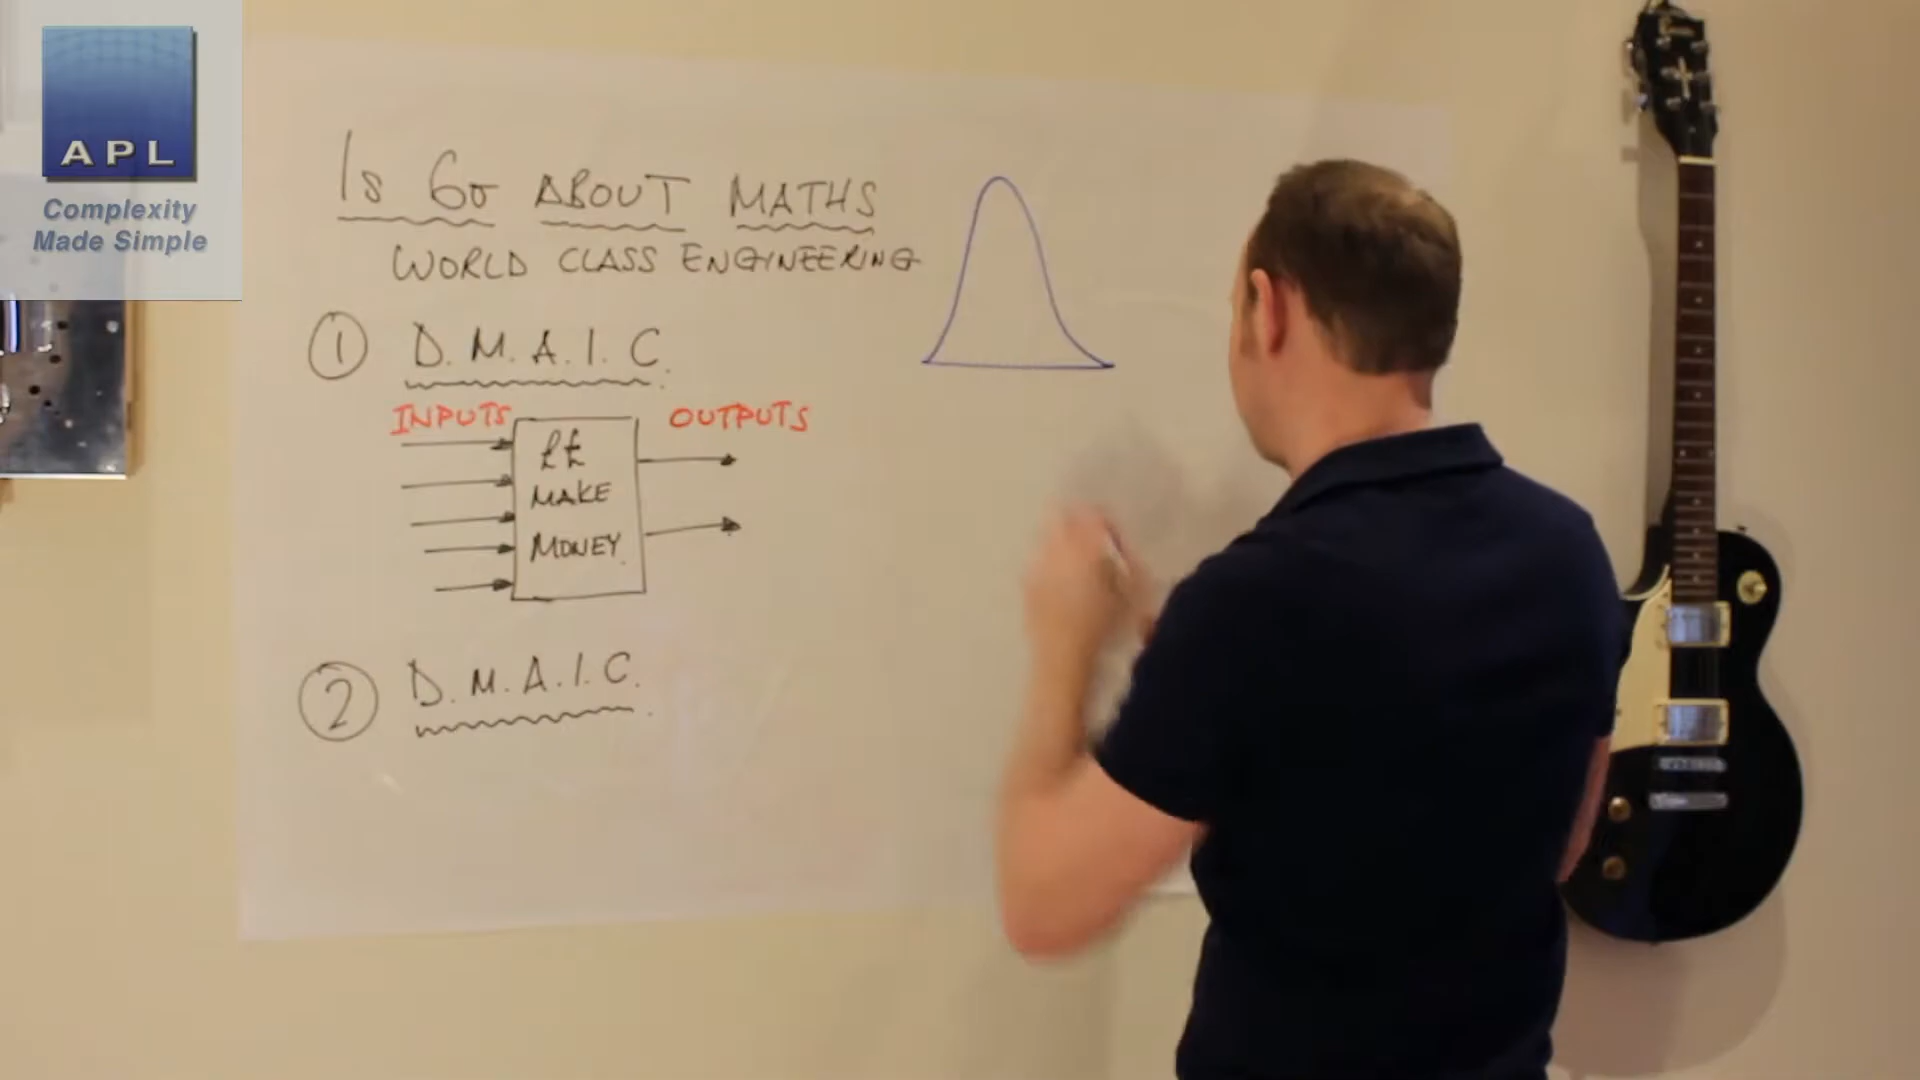 APL
Complexity
Made Simple
Is 6σ ABOUT MATHS
WORLD CLASS ENGINEERING
① D. M. A. I. C.
INPUTS
OUTPUTS
££
MAKE
MONEY.
② D. M. A. I. C.